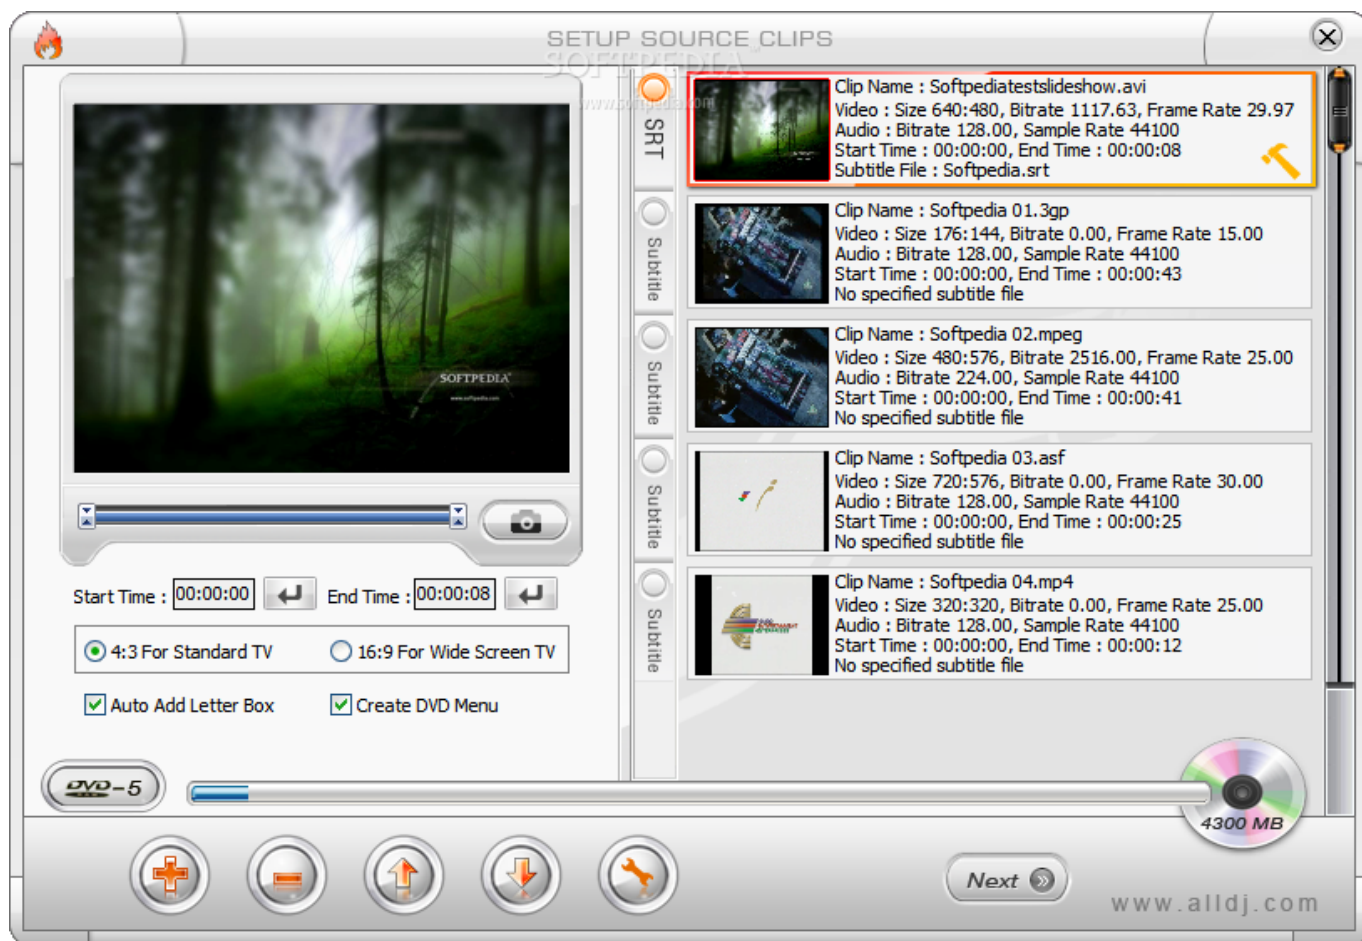 SETUP SOURCE CLIPS
SOFTPEDIA
www.softpedia.com
SOFTPEDIA
www.softpedia.com
Start Time : 00:00:00
End Time : 00:00:08
4:3 For Standard TV
16:9 For Wide Screen TV
Auto Add Letter Box
Create DVD Menu
SRT
Clip Name : Softpediatestslideshow.avi
Video : Size 640:480, Bitrate 1117.63, Frame Rate 29.97
Audio : Bitrate 128.00, Sample Rate 44100
Start Time : 00:00:00, End Time : 00:00:08
Subtitle File : Softpedia.srt
Subtitle
Clip Name : Softpedia 01.3gp
Video : Size 176:144, Bitrate 0.00, Frame Rate 15.00
Audio : Bitrate 128.00, Sample Rate 44100
Start Time : 00:00:00, End Time : 00:00:43
No specified subtitle file
Subtitle
Clip Name : Softpedia 02.mpeg
Video : Size 480:576, Bitrate 2516.00, Frame Rate 25.00
Audio : Bitrate 224.00, Sample Rate 44100
Start Time : 00:00:00, End Time : 00:00:41
No specified subtitle file
Subtitle
Clip Name : Softpedia 03.asf
Video : Size 720:576, Bitrate 0.00, Frame Rate 30.00
Audio : Bitrate 128.00, Sample Rate 44100
Start Time : 00:00:00, End Time : 00:00:25
No specified subtitle file
Subtitle
Clip Name : Softpedia 04.mp4
Video : Size 320:320, Bitrate 0.00, Frame Rate 25.00
Audio : Bitrate 128.00, Sample Rate 44100
Start Time : 00:00:00, End Time : 00:00:12
No specified subtitle file
DVD-5
4300 MB
Next
www.alldj.com